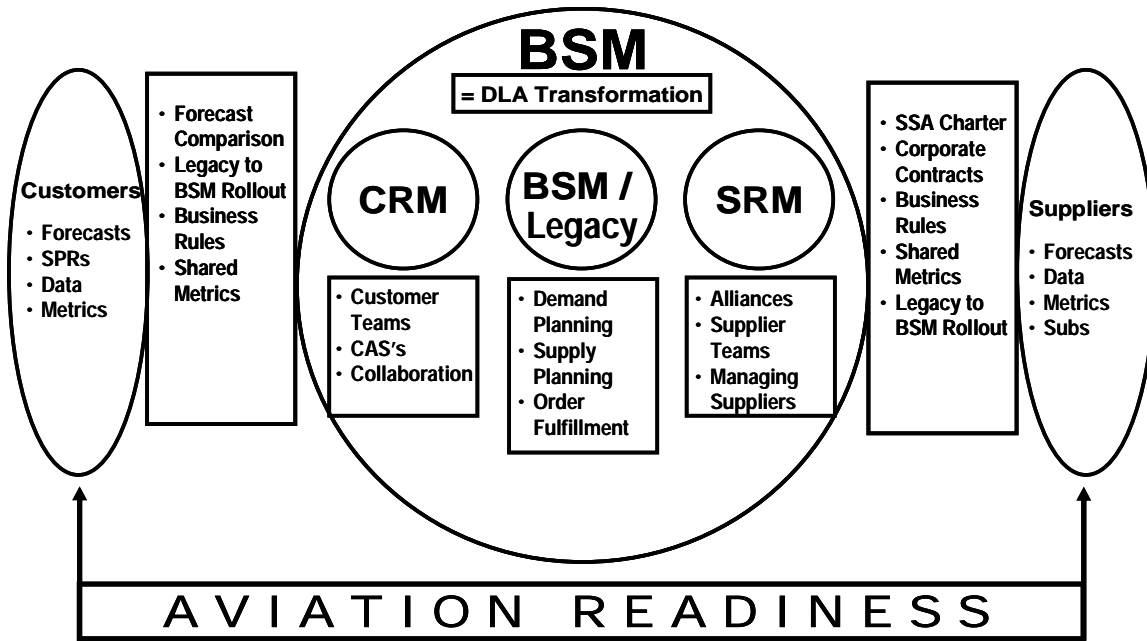 BSM
= DLA Transformation
Customers
• Forecasts
• SPRs
• Data
• Metrics
• Forecast
Comparison
• Legacy to
BSM Rollout
• Business
Rules
• Shared
Metrics
CRM
• Customer
Teams
• CAS's
• Collaboration
BSM /
Legacy
• Demand
Planning
• Supply
Planning
• Order
Fulfillment
SRM
• Alliances
• Supplier
Teams
• Managing
Suppliers
• SSA Charter
• Corporate
Contracts
• Business
Rules
• Shared
Metrics
• Legacy to
BSM Rollout
Suppliers
• Forecasts
• Data
• Metrics
• Subs
AVIATION READINESS